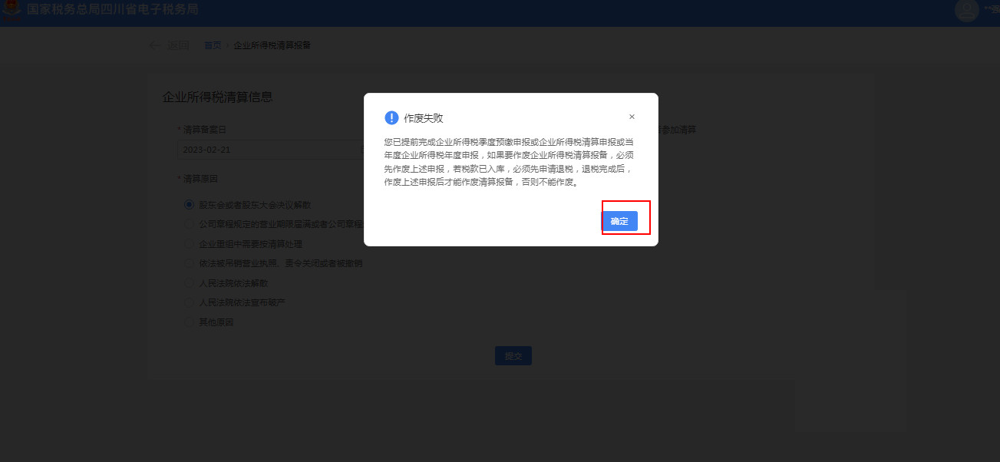 国家税务总局四川省电子税务局
**强
返回 首页 › 企业所得税清算报备
企业所得税清算信息
作废失败
×
* 清算备案日
参加清算
您已提前完成企业所得税季度预缴申报或企业所得税清算申报或当
年度企业所得税年度申报，如果要作废企业所得税清算报备，必须
先作废上述申报，若税款已入库，必须先申请退税，退税完成后，
作废上述申报后才能作废清算报备，否则不能作废。
2023-02-21
* 清算原因
股东会或者股东大会决议解散
确定
公司章程规定的营业期限届满或者公司章程
企业重组中需要按清算处理
依法被吊销营业执照、责令关闭或者被撤销
人民法院依法解散
人民法院依法宣布破产
其他原因
提交